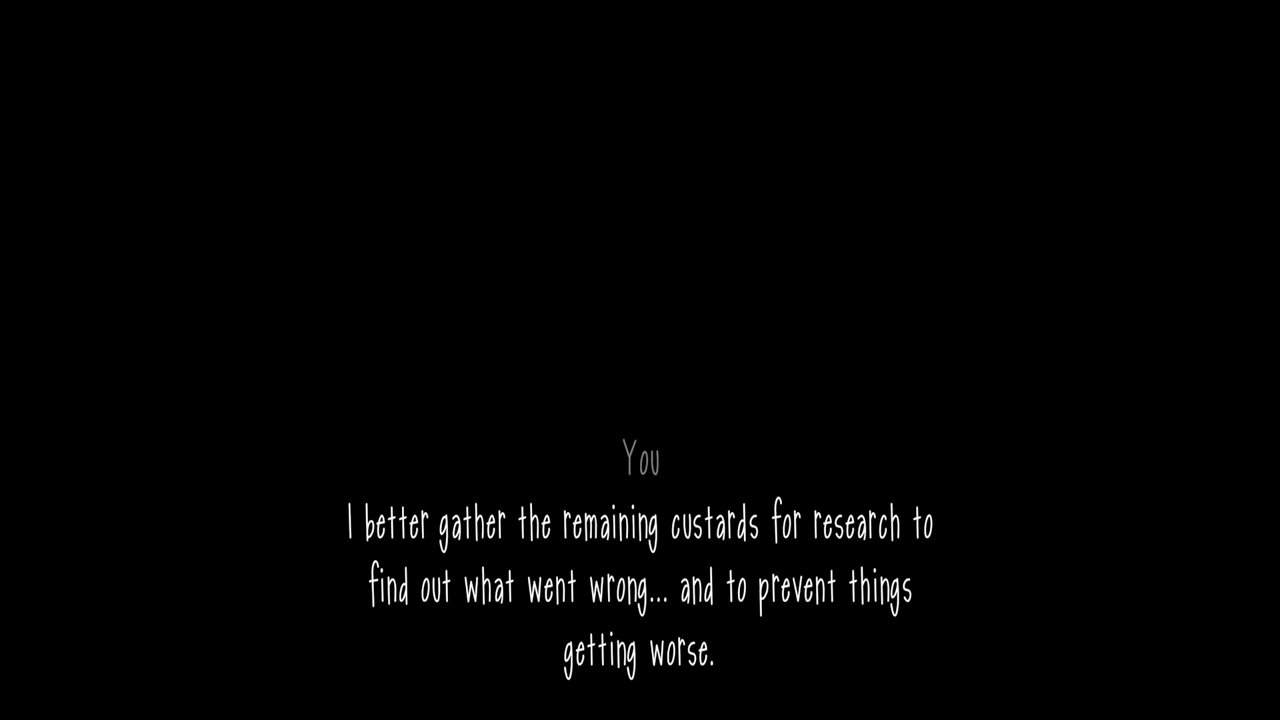 You
I better gather the remaining custards for research to
find out what went wrong... and to prevent things
getting worse.